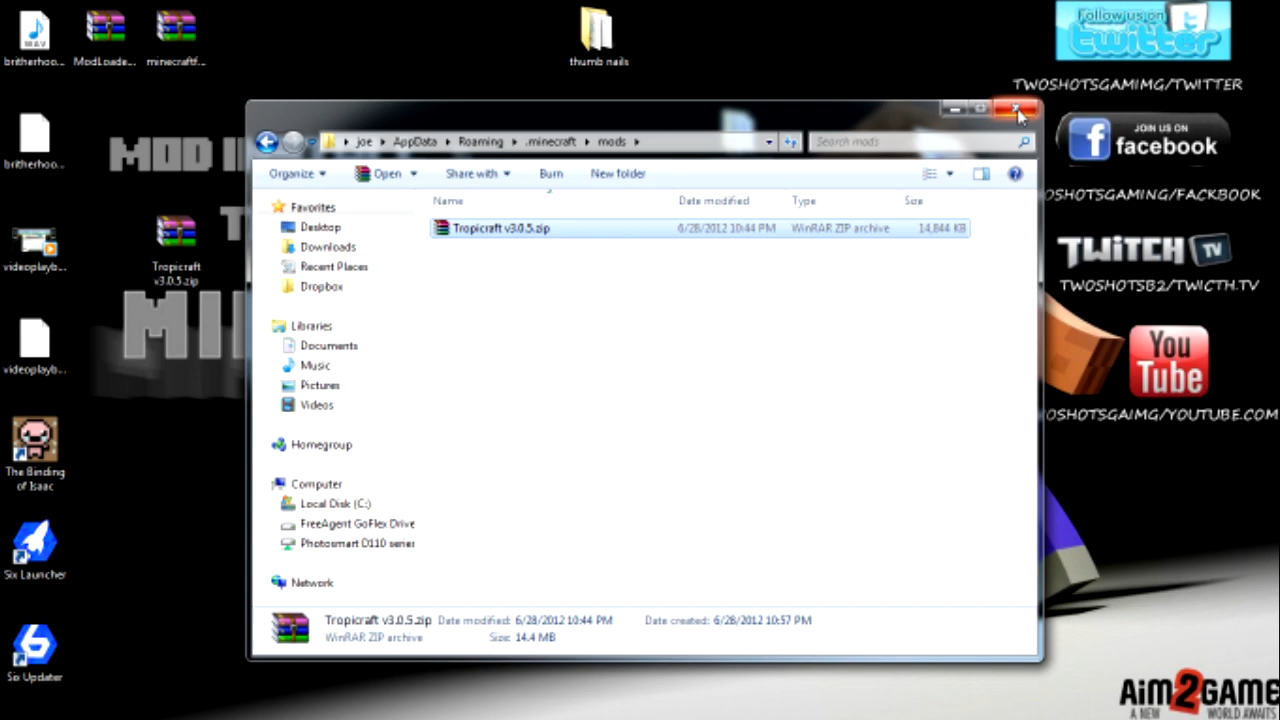 britherhoo...
ModLoade...
minecraftf...
thumb nails
Follow us on
twitter
TWOSHOTSGAMIMG/TWITTER
britherhoo...
MOD I
joe
AppData
Roaming
.minecraft
mods
Search mods
JOIN US ON
facebook
OSHOTSGAMING/FACKBOOK
Organize
Open
Share with
Burn
New folder
Name
Date modified
Type
Size
Tropicraft v3.0.5.zip
6/28/2012 10:44 PM
WinRAR ZIP archive
14,844 KB
Favorites
Desktop
Downloads
Recent Places
Dropbox
Libraries
Documents
Music
Pictures
Videos
Homegroup
Computer
Local Disk (C:)
FreeAgent GoFlex Drive
Photosmart D110 series
Network
videoplayb...
Tropicraft
v3.0.5.zip
T
MI
TWITCH TV
TWOSHOTSB2/TWICTH.TV
videoplayb...
You
Tube
OSHOTSGAIMG/YOUTUBE.COM
The Binding
of Isaac
Six Launcher
Six Updater
Tropicraft v3.0.5.zip
Date modified: 6/28/2012 10:44 PM
Date created: 6/28/2012 10:57 PM
WinRAR ZIP archive
Size: 14.4 MB
AIM2GAME
A NEW WORLD AWAITS